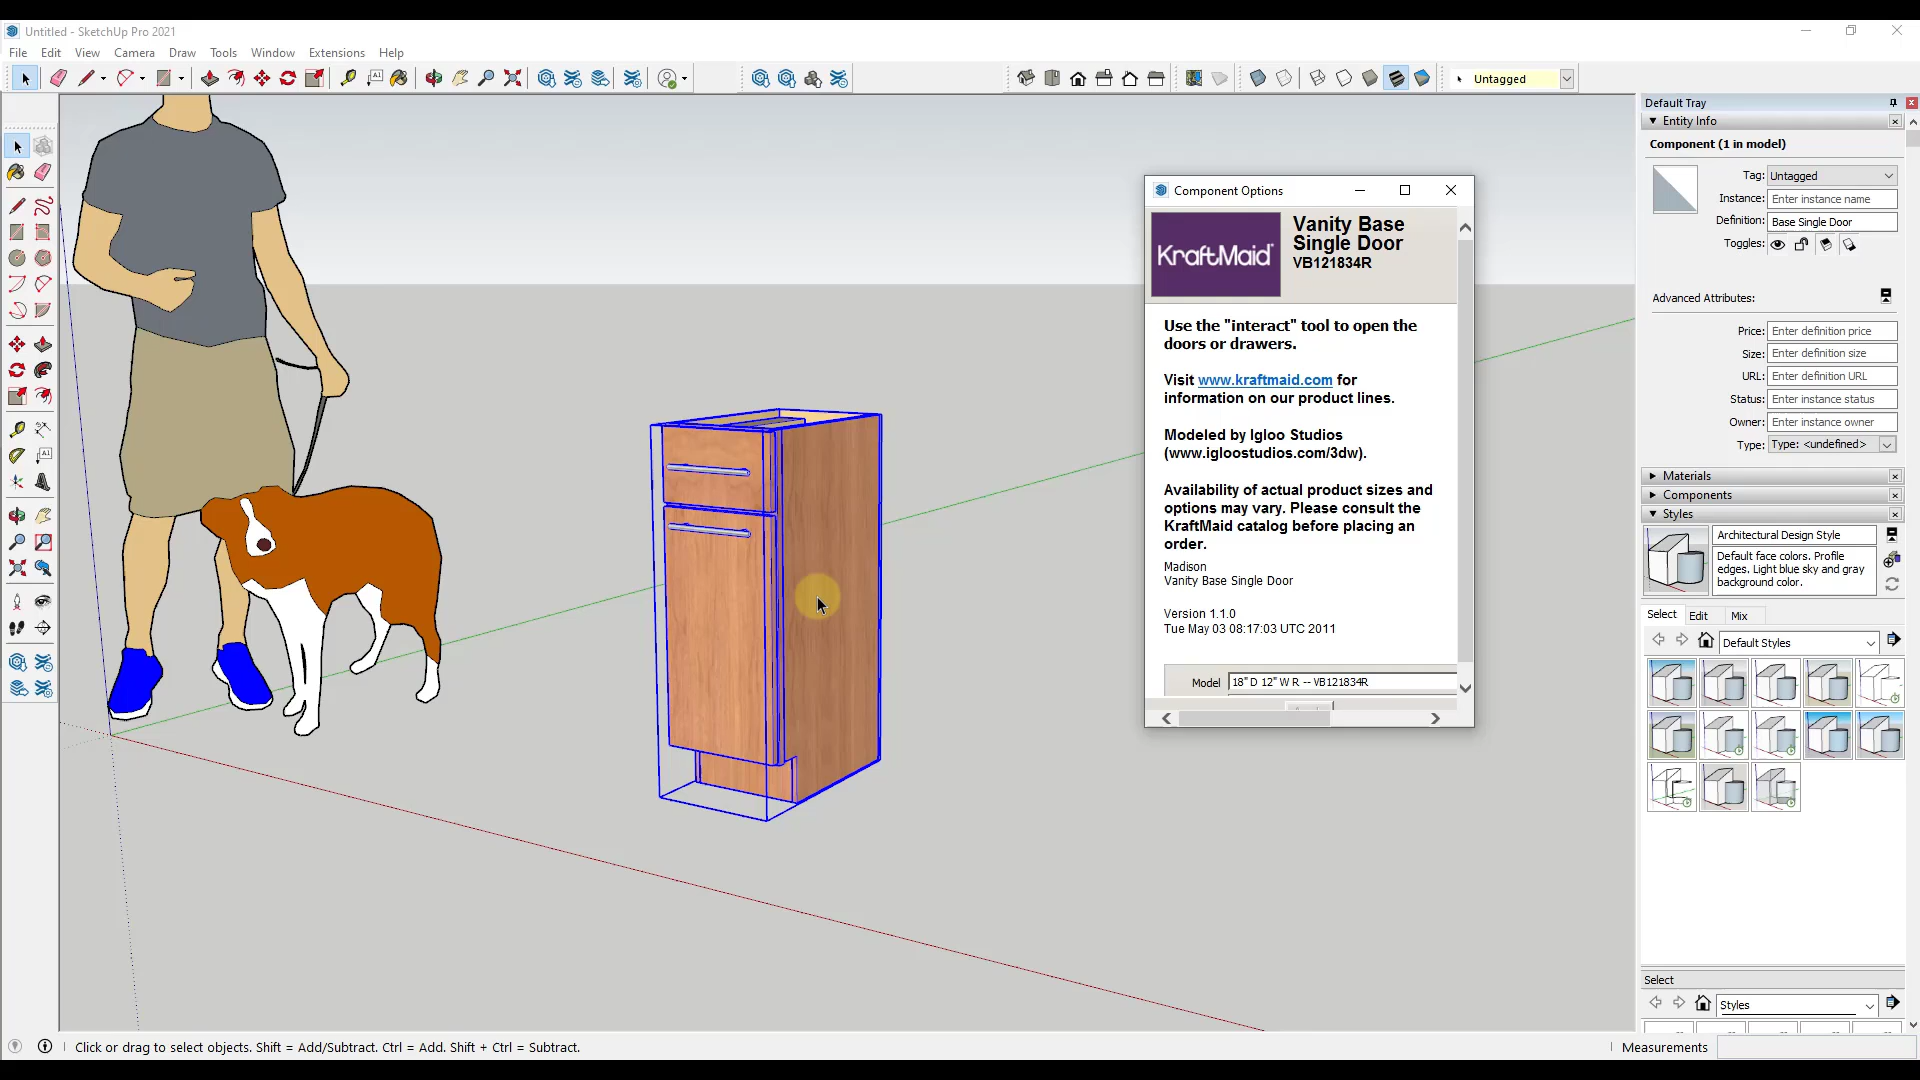 Untitled - SketchUp Pro 2021
File Edit View Camera Draw Tools Window Extensions Help
Untagged
Default Tray
Entity Info
Component (1 in model)
Tag: Untagged
Instance: Enter instance name
Definition: Base Single Door
Toggles:
Advanced Attributes:
Price: Enter definition price
Size: Enter definition size
URL: Enter definition URL
Status: Enter instance status
Owner: Enter instance owner
Type: Type: <undefined>
Materials
Components
Styles
Architectural Design Style
Default face colors. Profile
edges. Light blue sky and gray
background color.
Select Edit Mix
Default Styles
Select
Styles
Component Options
KraftMaid
Vanity Base
Single Door
VB121834R
Use the "interact" tool to open the
doors or drawers.
Visit www.kraftmaid.com for
information on our product lines.
Modeled by Igloo Studios
(www.igloostudios.com/3dw).
Availability of actual product sizes and
options may vary. Please consult the
KraftMaid catalog before placing an
order.
Madison
Vanity Base Single Door
Version 1.1.0
Tue May 03 08:17:03 UTC 2011
Model 18" D 12" W R -- VB121834R
Click or drag to select objects. Shift = Add/Subtract. Ctrl = Add. Shift + Ctrl = Subtract.
Measurements